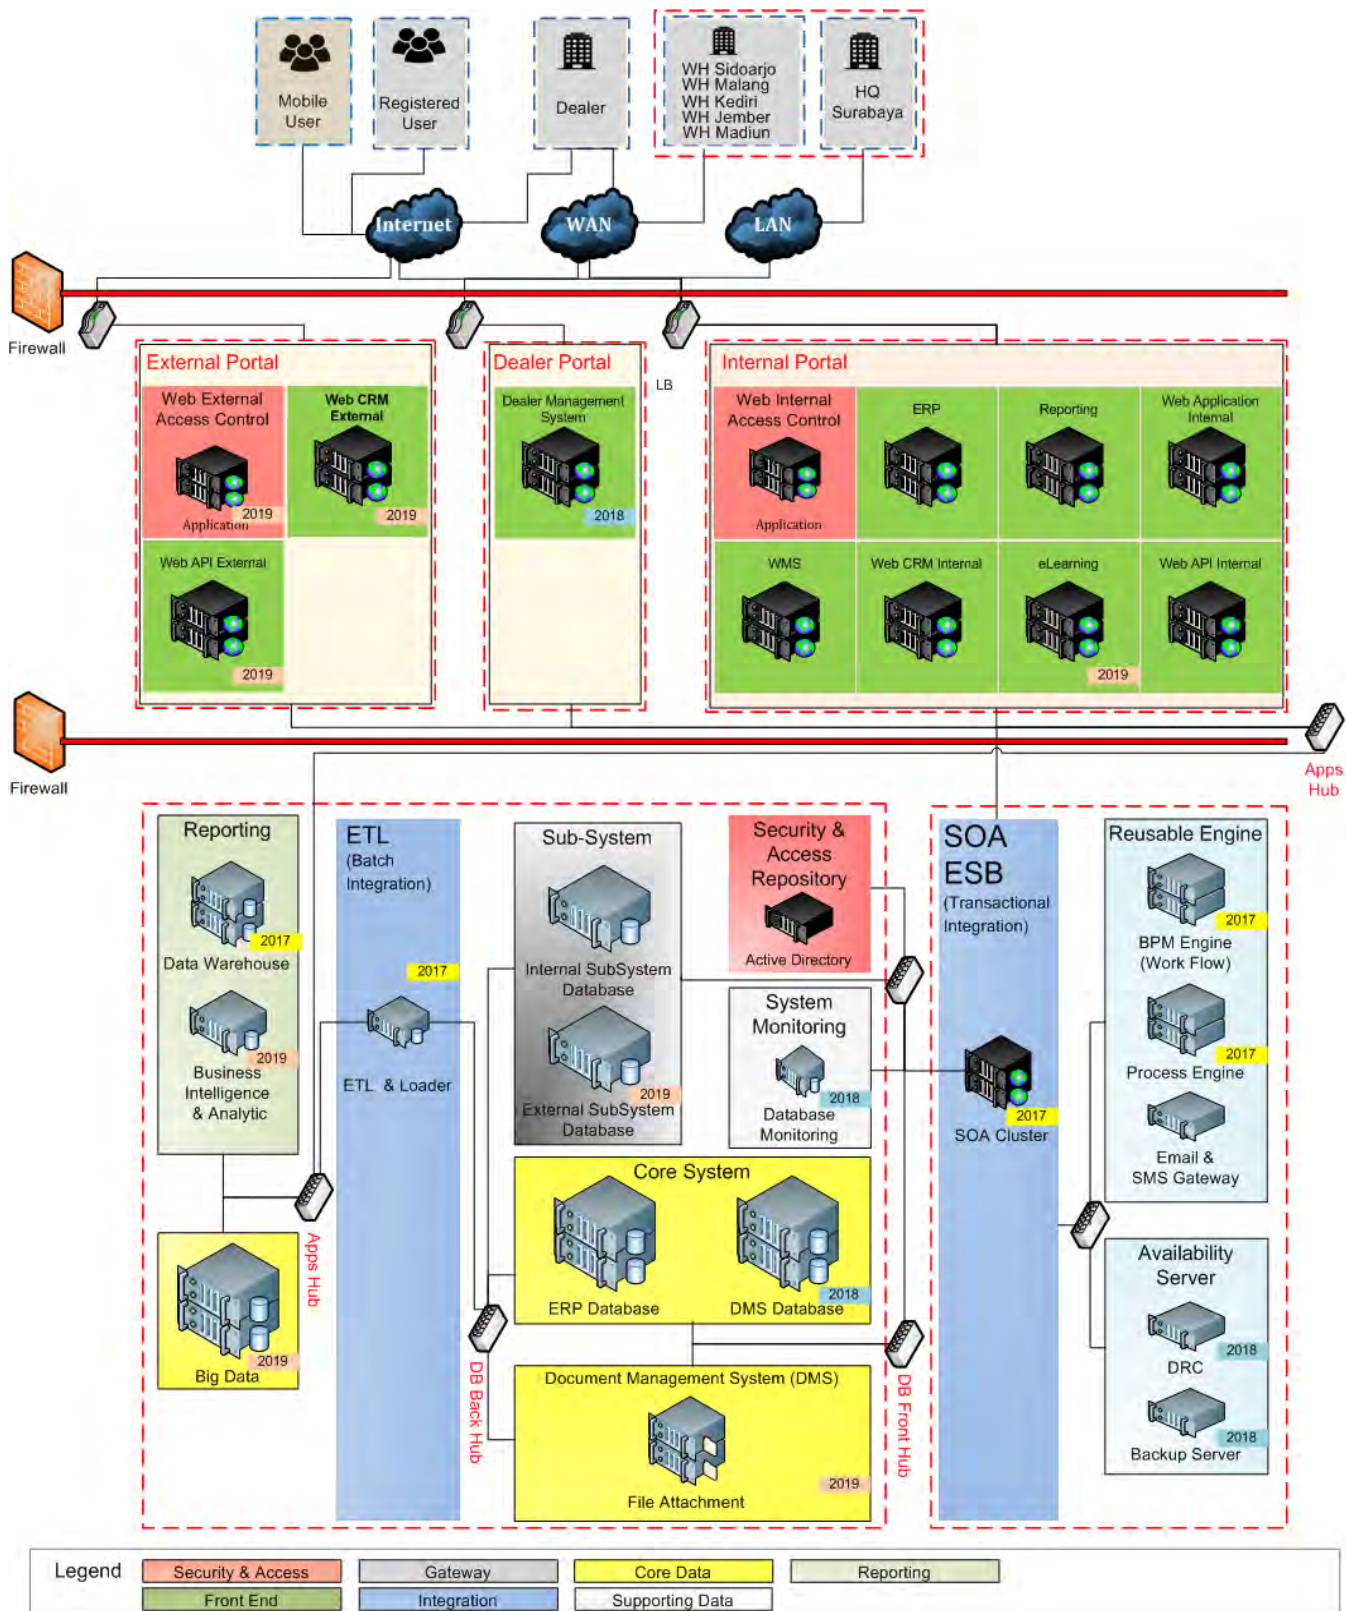 Mobile
User
Registered
User
Dealer
WH Sidoarjo
WH Malang
WH Kediri
WH Jember
WH Madiun
HQ
Surabaya
Internet
WAN
LAN
Firewall
External Portal
Web External
Access Control
2019
Application
Web CRM
External
2019
Web API External
2019
Dealer Portal
Dealer Management
System
2018
LB
Internal Portal
Web Internal
Access Control
Application
ERP
Reporting
Web Application
Internal
WMS
Web CRM Internal
eLearning
2019
Web API Internal
Firewall
Apps
Hub
Reporting
2017
Data Warehouse
2019
Business
Intelligence
& Analytic
2019
Big Data
Apps Hub
ETL
(Batch
Integration)
2017
ETL & Loader
Sub-System
Internal SubSystem
Database
2019
External SubSystem
Database
Security &
Access
Repository
Active Directory
System
Monitoring
2018
Database
Monitoring
Core System
ERP Database
2018
DMS Database
DB Back Hub
Document Management System (DMS)
2019
File Attachment
DB Front Hub
SOA
ESB
(Transactional
Integration)
2017
SOA Cluster
Reusable Engine
2017
BPM Engine
(Work Flow)
2017
Process Engine
Email &
SMS Gateway
Availability
Server
2018
DRC
2018
Backup Server
Legend
Security & Access
Gateway
Core Data
Reporting
Front End
Integration
Supporting Data